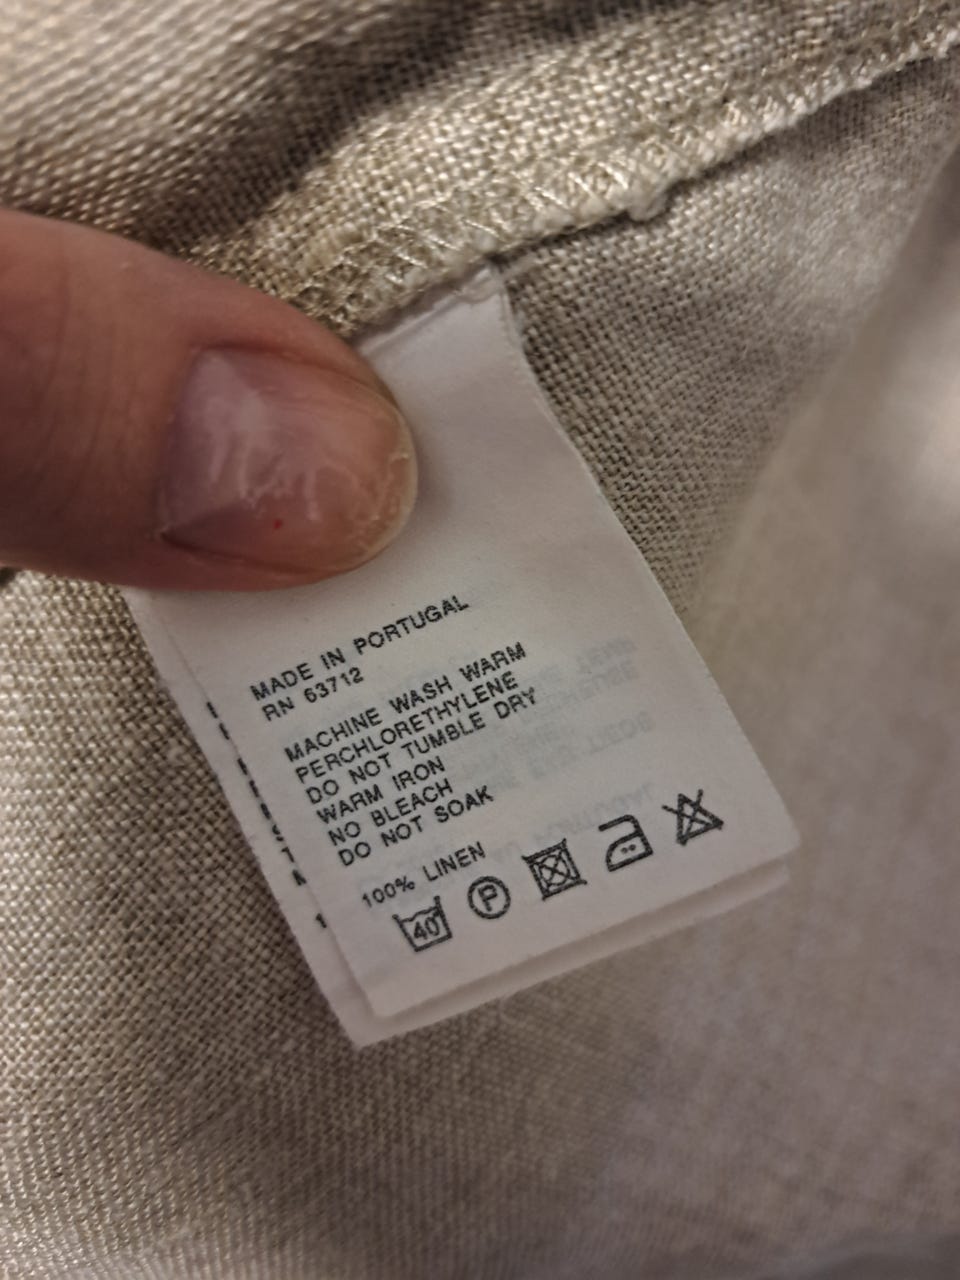 MADE IN PORTUGAL
RN 63712
MACHINE WASH WARM
PERCHLORETHYLENE
DO NOT TUMBLE DRY
WARM IRON
NO BLEACH
DO NOT SOAK
100% LINEN
40 P